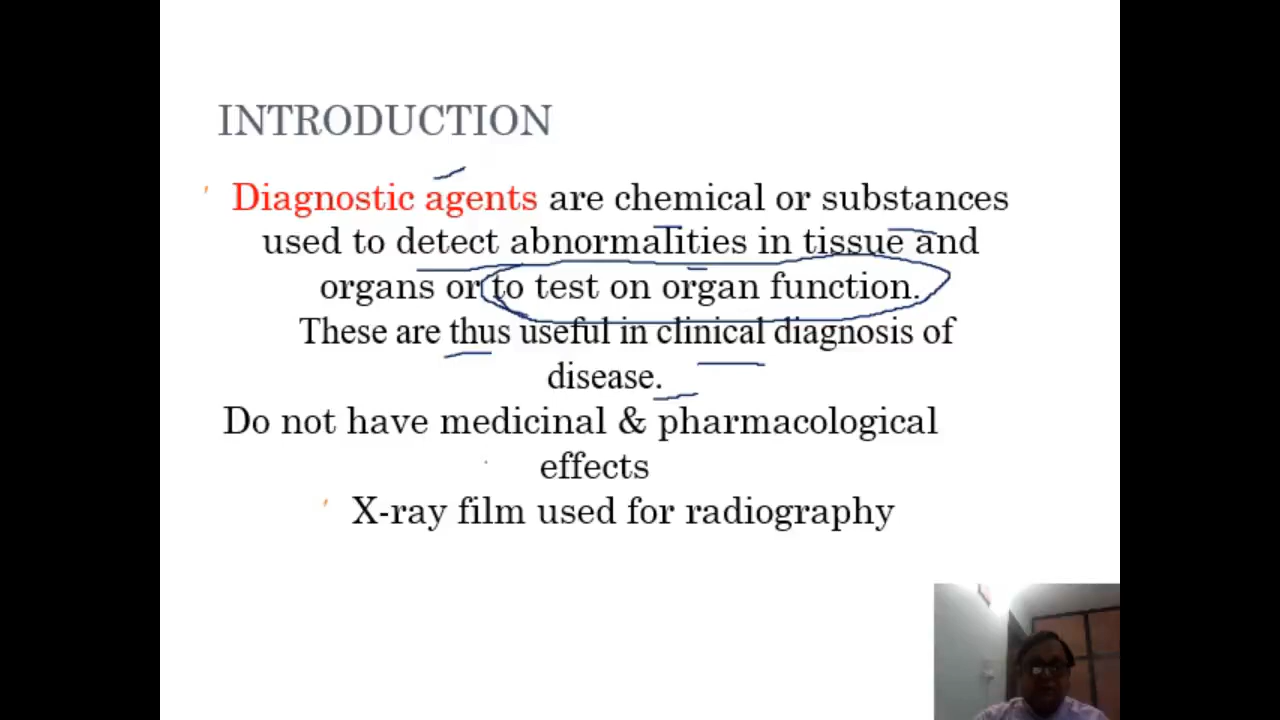 INTRODUCTION
Diagnostic agents are chemical or substances
used to detect abnormalities in tissue and
organs or to test on organ function.
These are thus useful in clinical diagnosis of
disease.
Do not have medicinal & pharmacological
effects
X-ray film used for radiography